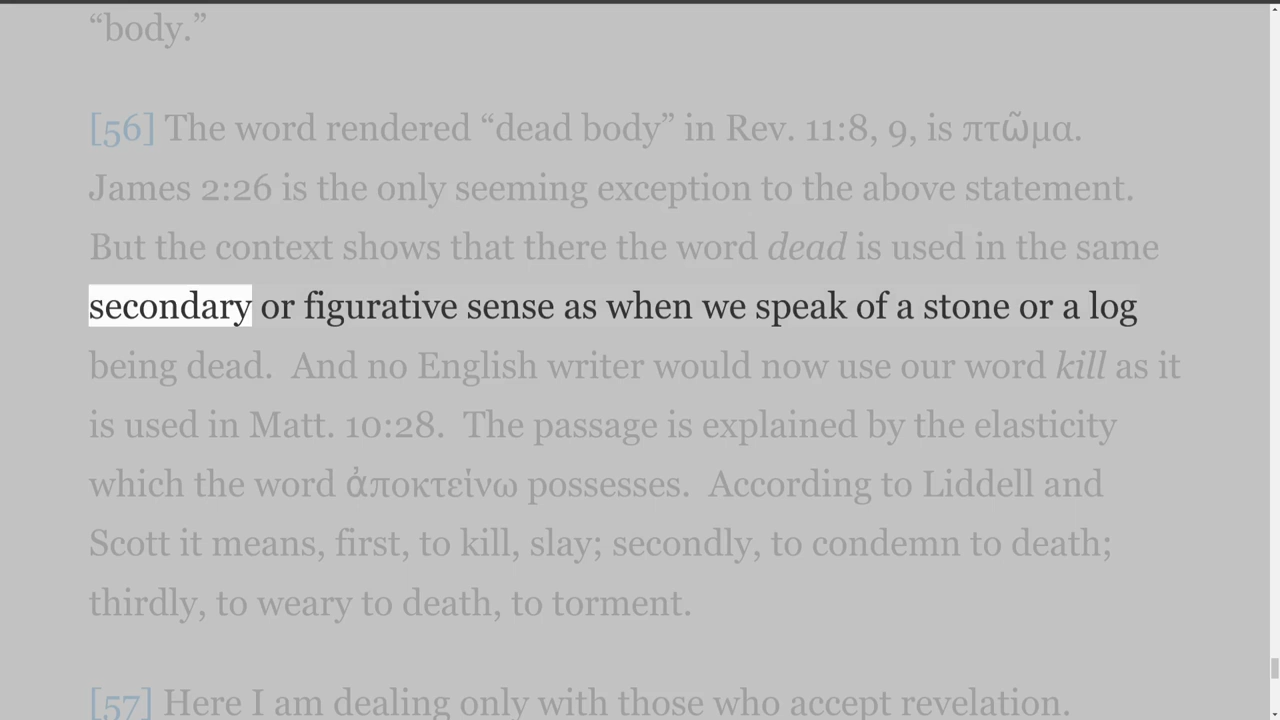 “body.”
[56] The word rendered “dead body” in Rev. 11:8, 9, is πτῶμα.
James 2:26 is the only seeming exception to the above statement.
But the context shows that there the word dead is used in the same
secondary or figurative sense as when we speak of a stone or a log
being dead.  And no English writer would now use our word kill as it
is used in Matt. 10:28.  The passage is explained by the elasticity
which the word ἀποκτείνω possesses.  According to Liddell and
Scott it means, first, to kill, slay; secondly, to condemn to death;
thirdly, to weary to death, to torment.
[57] Here I am dealing only with those who accept revelation.